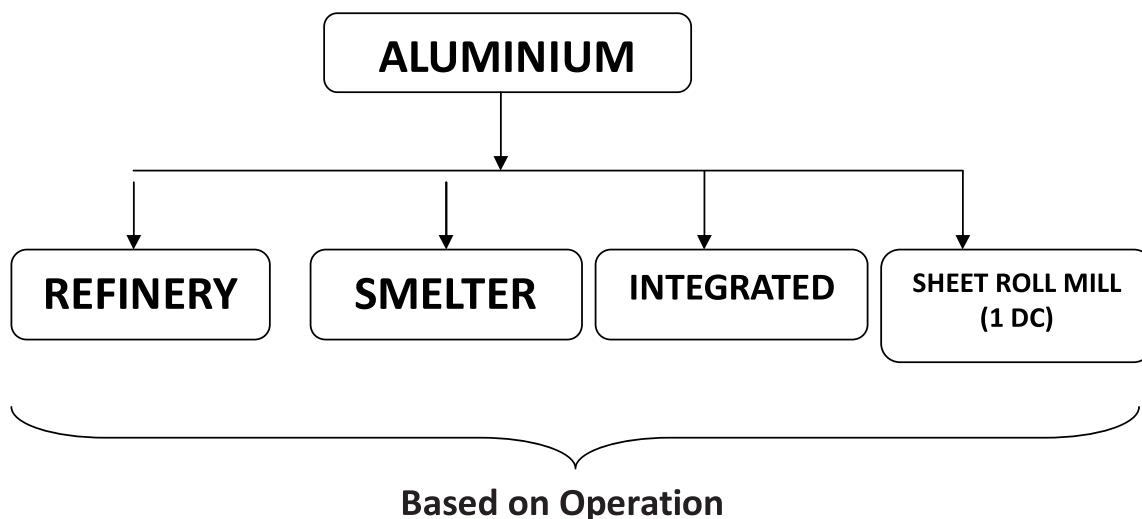 ALUMINIUM
REFINERY
SMELTER
INTEGRATED
SHEET ROLL MILL
(1 DC)
Based on Operation